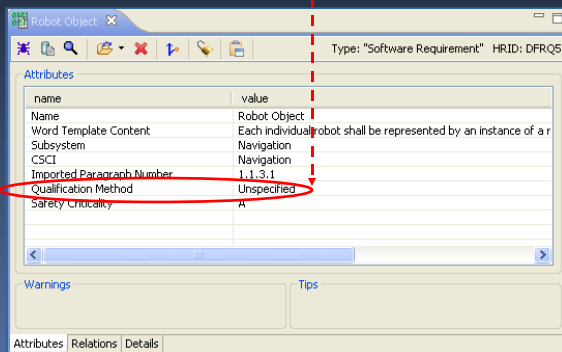 Robot Object
Type: "Software Requirement" HRID: DFRQ5
Attributes
name value
Name Robot Object
Word Template Content Each individual robot shall be represented by an instance of a r
Subsystem Navigation
CSCI Navigation
Imported Paragraph Number 1.1.3.1
Qualification Method Unspecified
Safety Criticality A
Warnings Tips
Attributes Relations Details